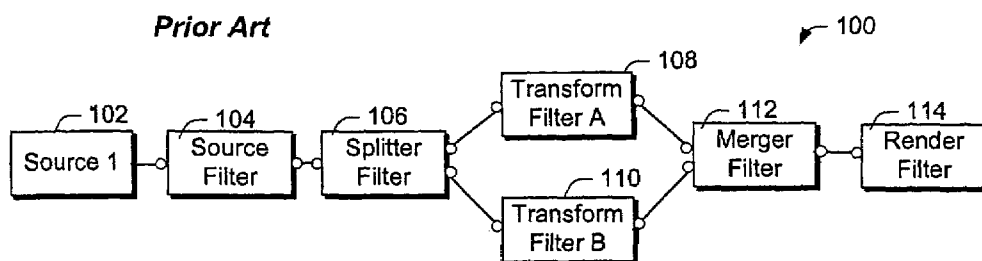 Prior Art
100
102
Source 1
104
Source
Filter
106
Splitter
Filter
108
Transform
Filter A
110
Transform
Filter B
112
Merger
Filter
114
Render
Filter